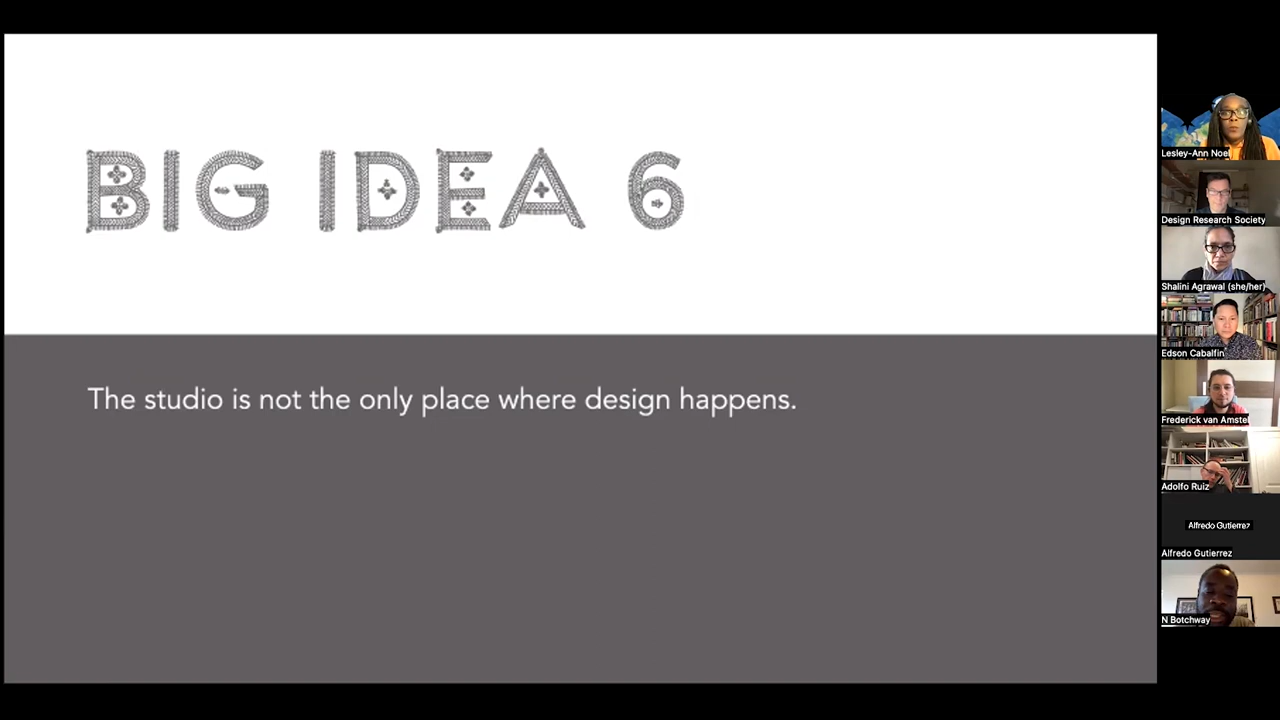 BIG IDEA 6
The studio is not the only place where design happens.
Lesley-Ann Noel
Design Research Society
Shalini Agrawal (she/her)
Edson Cabalfin
Frederick van Amstel
Adolfo Ruiz
Alfredo Gutierrez
Alfredo Gutierrez
N Botchway